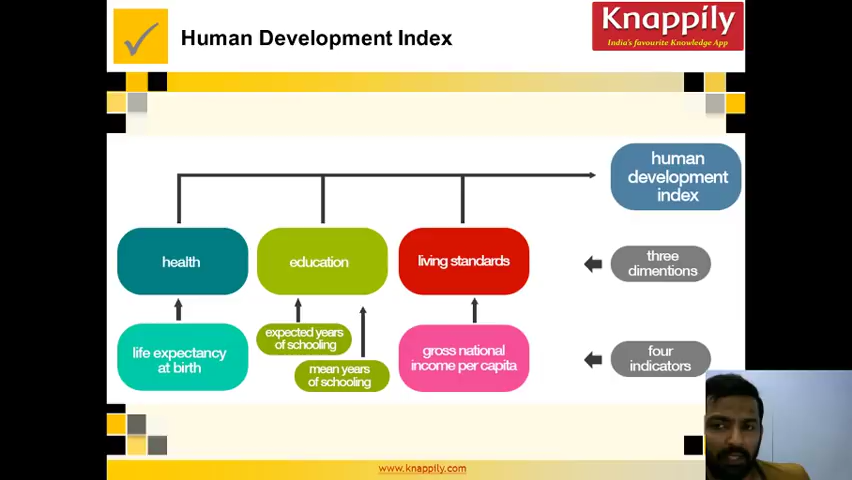 Human Development Index
Knappily
India's favourite Knowledge App
human
development
index
health
education
living standards
three
dimentions
life expectancy
at birth
expected years
of schooling
mean years
of schooling
gross national
income per capita
four
indicators
www.knappily.com